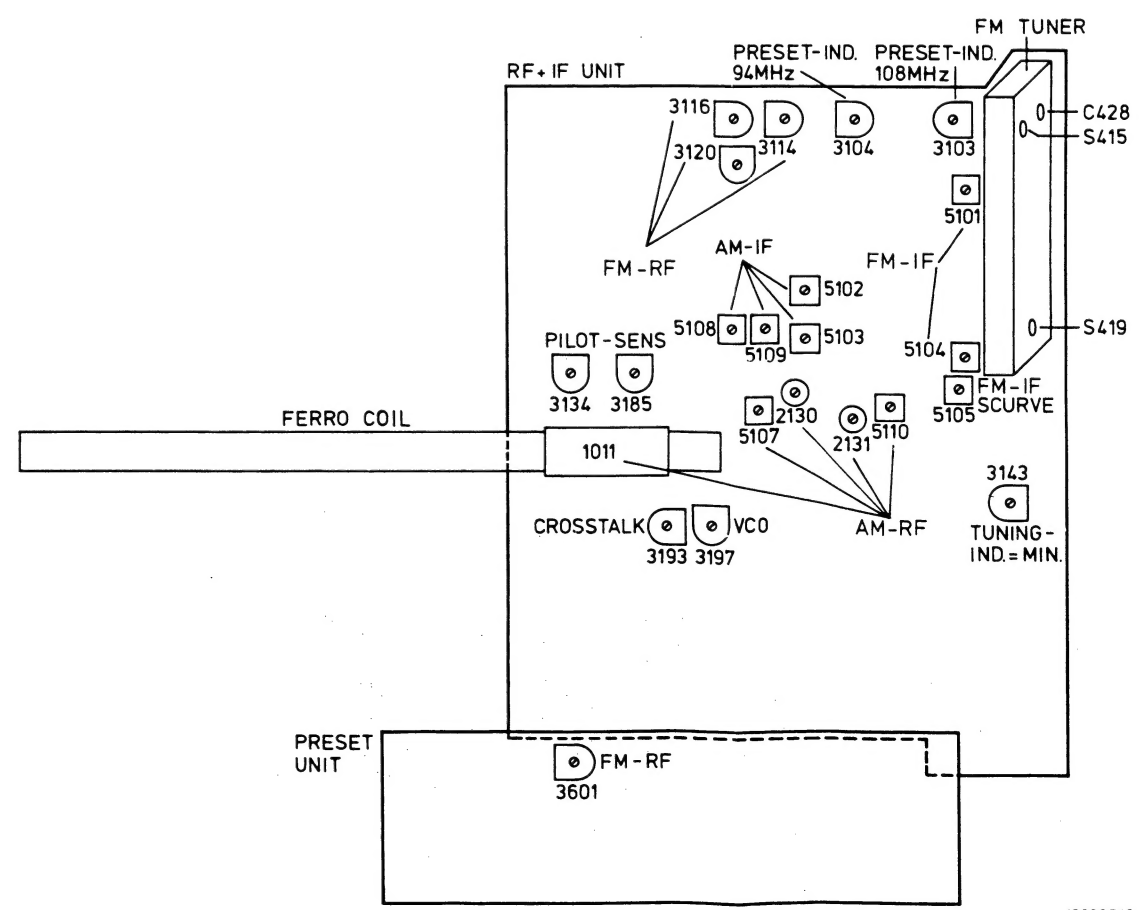 FM TUNER
PRESET-IND.
94MHz
PRESET-IND.
108MHz
RF+IF UNIT
3116
3114
3104
3103
C428
S415
3120
5101
FM-RF
AM-IF
FM-IF
5102
5108
5109
5103
5104
S419
PILOT-SENS
3134
3185
FM-IF
SCURVE
5105
5107
2130
2131
5110
FERRO COIL
1011
3143
CROSSTALK
VCO
3193
3197
AM-RF
TUNING-
IND.=MIN.
PRESET
UNIT
FM-RF
3601